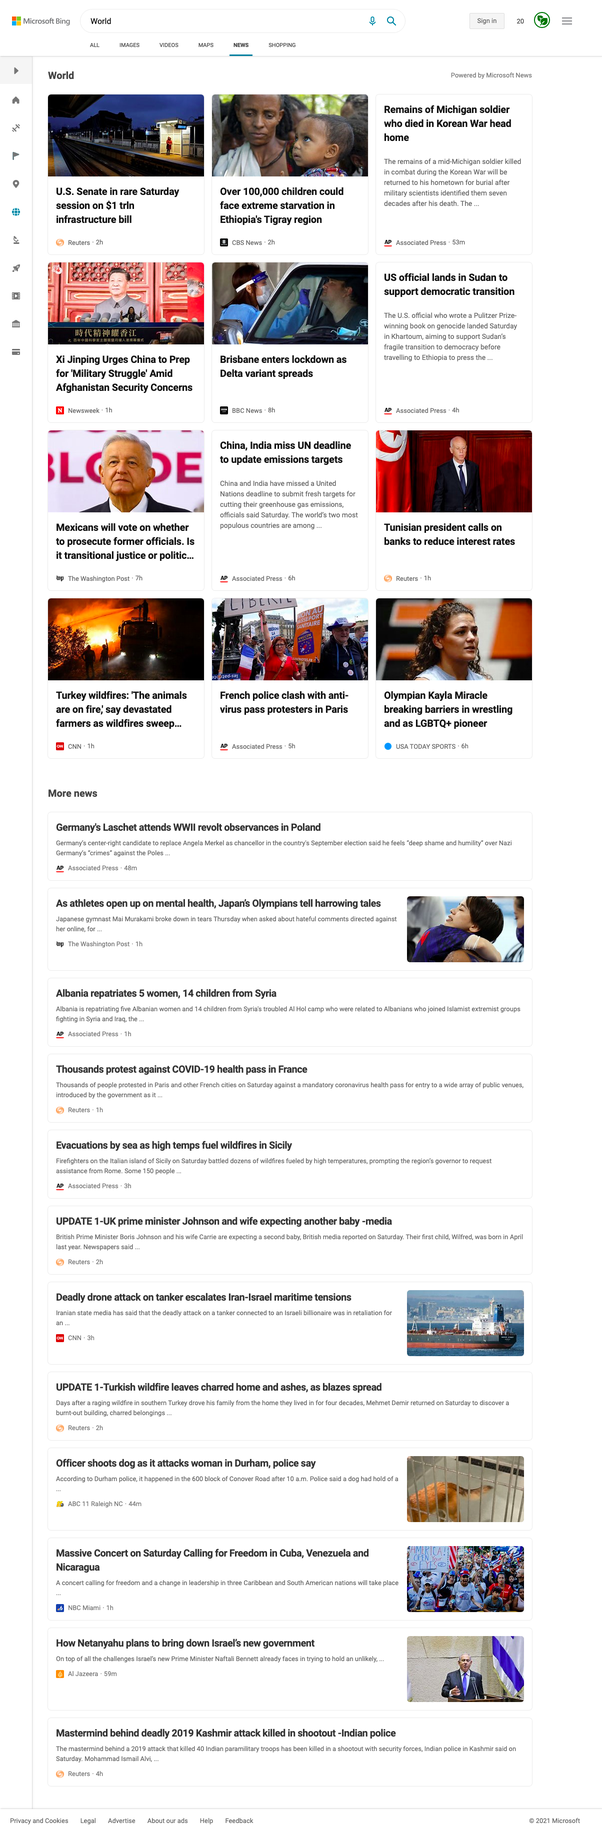 Microsoft Bing
World
Sign in
20
ALL
IMAGES
VIDEOS
MAPS
NEWS
SHOPPING
World
Powered by Microsoft News
U.S. Senate in rare Saturday
session on $1 trln
infrastructure bill
Reuters · 2h
Over 100,000 children could
face extreme starvation in
Ethiopia's Tigray region
CBS News · 2h
Remains of Michigan soldier
who died in Korean War head
home
The remains of a mid-Michigan soldier killed
in combat during the Korean War will be
returned to his hometown for burial after
military scientists identified them seven
decades after his death. The ...
AP Associated Press · 53m
時代精神耀香江
Xi Jinping Urges China to Prep
for 'Military Struggle' Amid
Afghanistan Security Concerns
N Newsweek · 1h
Brisbane enters lockdown as
Delta variant spreads
BBC News · 8h
US official lands in Sudan to
support democratic transition
The U.S. official who wrote a Pulitzer Prize-
winning book on genocide landed Saturday
in Khartoum, aiming to support Sudan's
fragile transition to democracy before
travelling to Ethiopia to press the ...
AP Associated Press · 4h
Mexicans will vote on whether
to prosecute former officials. Is
it transitional justice or politic...
wp The Washington Post · 7h
China, India miss UN deadline
to update emissions targets
China and India have missed a United
Nations deadline to submit fresh targets for
cutting their greenhouse gas emissions,
officials said Saturday. The world's two most
populous countries are among ...
AP Associated Press · 6h
Tunisian president calls on
banks to reduce interest rates
Reuters · 1h
Turkey wildfires: 'The animals
are on fire,' say devastated
farmers as wildfires sweep...
CNN · 1h
LIBERTÉ
French police clash with anti-
virus pass protesters in Paris
AP Associated Press · 5h
Olympian Kayla Miracle
breaking barriers in wrestling
and as LGBTQ+ pioneer
USA TODAY SPORTS · 6h
More news
Germany's Laschet attends WWII revolt observances in Poland
Germany's center-right candidate to replace Angela Merkel as chancellor in the country's September election said he feels "deep shame and humility" over Nazi
Germany's "crimes" against the Poles ...
AP Associated Press · 48m
As athletes open up on mental health, Japan's Olympians tell harrowing tales
Japanese gymnast Mai Murakami broke down in tears Thursday when asked about hateful comments directed against
her online, for ...
wp The Washington Post · 1h
Albania repatriates 5 women, 14 children from Syria
Albania is repatriating five Albanian women and 14 children from Syria's troubled Al Hol camp who were related to Albanians who joined Islamist extremist groups
fighting in Syria and Iraq, the ...
AP Associated Press · 1h
Thousands protest against COVID-19 health pass in France
Thousands of people protested in Paris and other French cities on Saturday against a mandatory coronavirus health pass for entry to a wide array of public venues,
introduced by the government as it ...
Reuters · 1h
Evacuations by sea as high temps fuel wildfires in Sicily
Firefighters on the Italian island of Sicily on Saturday battled dozens of wildfires fueled by high temperatures, prompting the region's governor to request
assistance from Rome. Some 150 people ...
AP Associated Press · 3h
UPDATE 1-UK prime minister Johnson and wife expecting another baby -media
British Prime Minister Boris Johnson and his wife Carrie are expecting a second baby, British media reported on Saturday. Their first child, Wilfred, was born in April
last year. Newspapers said ...
Reuters · 2h
Deadly drone attack on tanker escalates Iran-Israel maritime tensions
Iranian state media has said that the deadly attack on a tanker connected to an Israeli billionaire was in retaliation for
an ...
CNN · 3h
UPDATE 1-Turkish wildfire leaves charred home and ashes, as blazes spread
Days after a raging wildfire in southern Turkey drove his family from the home they lived in for four decades, Mehmet Demir returned on Saturday to discover a
burnt-out building, charred belongings ...
Reuters · 2h
Officer shoots dog as it attacks woman in Durham, police say
According to Durham police, it happened in the 600 block of Conover Road after 10 a.m. Police said a dog had hold of a
...
ABC 11 Raleigh NC · 44m
Massive Concert on Saturday Calling for Freedom in Cuba, Venezuela and
Nicaragua
A concert calling for freedom and a change in leadership in three Caribbean and South American nations will take place
...
NBC Miami · 1h
How Netanyahu plans to bring down Israel's new government
On top of all the challenges Israel's new Prime Minister Naftali Bennett already faces in trying to hold an unlikely, ...
Al Jazeera · 59m
Mastermind behind deadly 2019 Kashmir attack killed in shootout -Indian police
The mastermind behind a 2019 attack that killed 40 Indian paramilitary troops has been killed in a shootout with security forces, Indian police in Kashmir said on
Saturday. Mohammad Ismail Alvi, ...
Reuters · 4h
Privacy and Cookies
Legal
Advertise
About our ads
Help
Feedback
© 2021 Microsoft